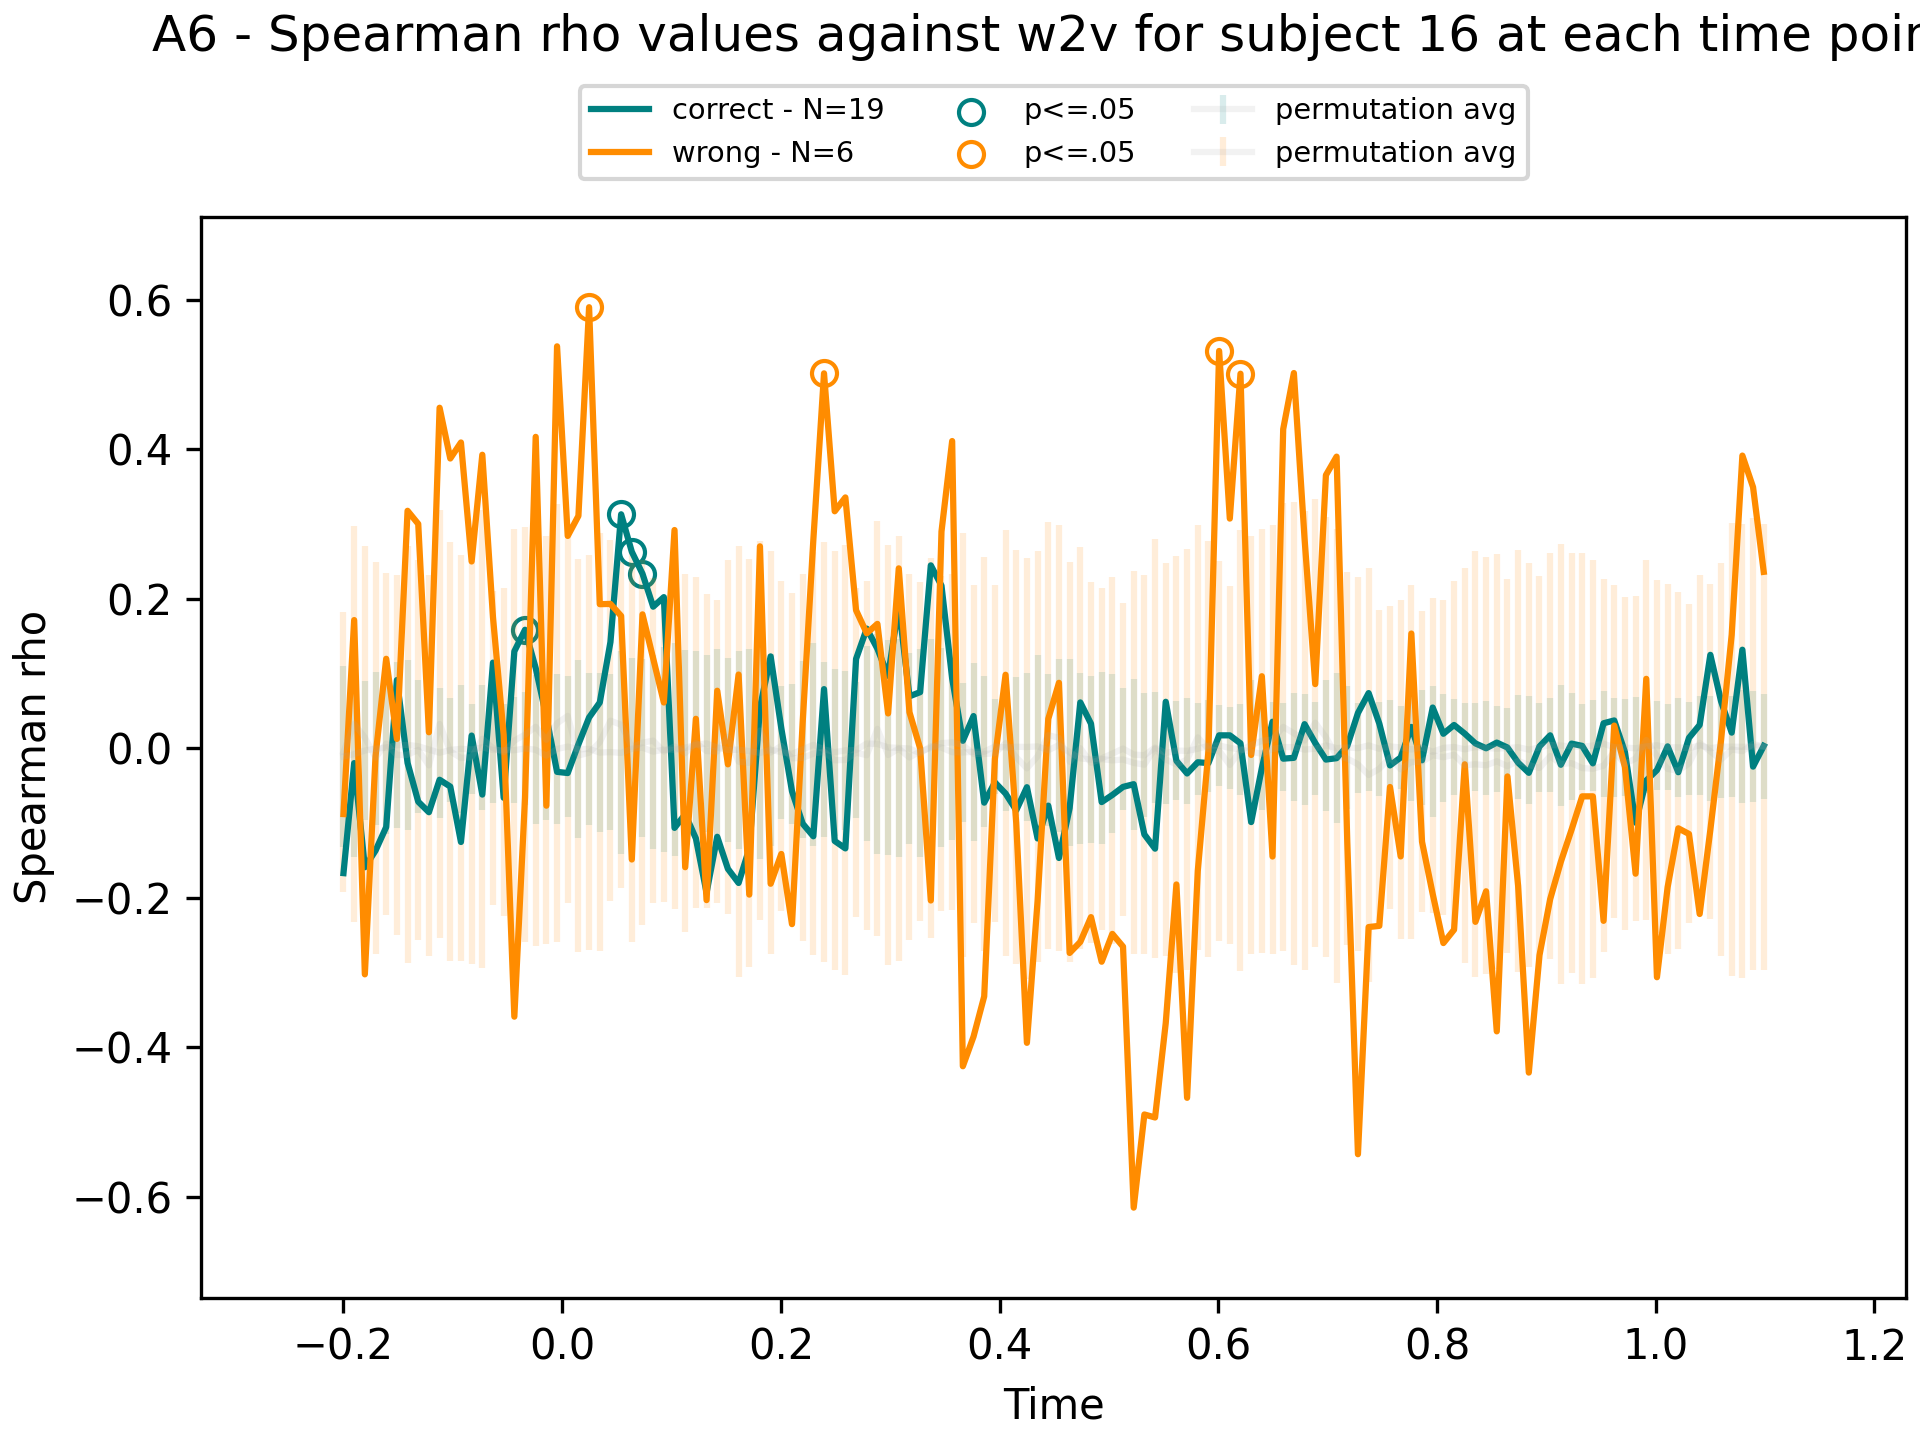 A6 - Spearman rho values against w2v for subject 16 at each time
correct - N=19
wrong - N=6
p<=.05
p<=.05
permutation avg
permutation avg
Spearman rho
0.6
0.4
0.2
0.0
−0.2
−0.4
−0.6
−0.2
0.0
0.2
0.4
0.6
0.8
1.0
1.2
Time